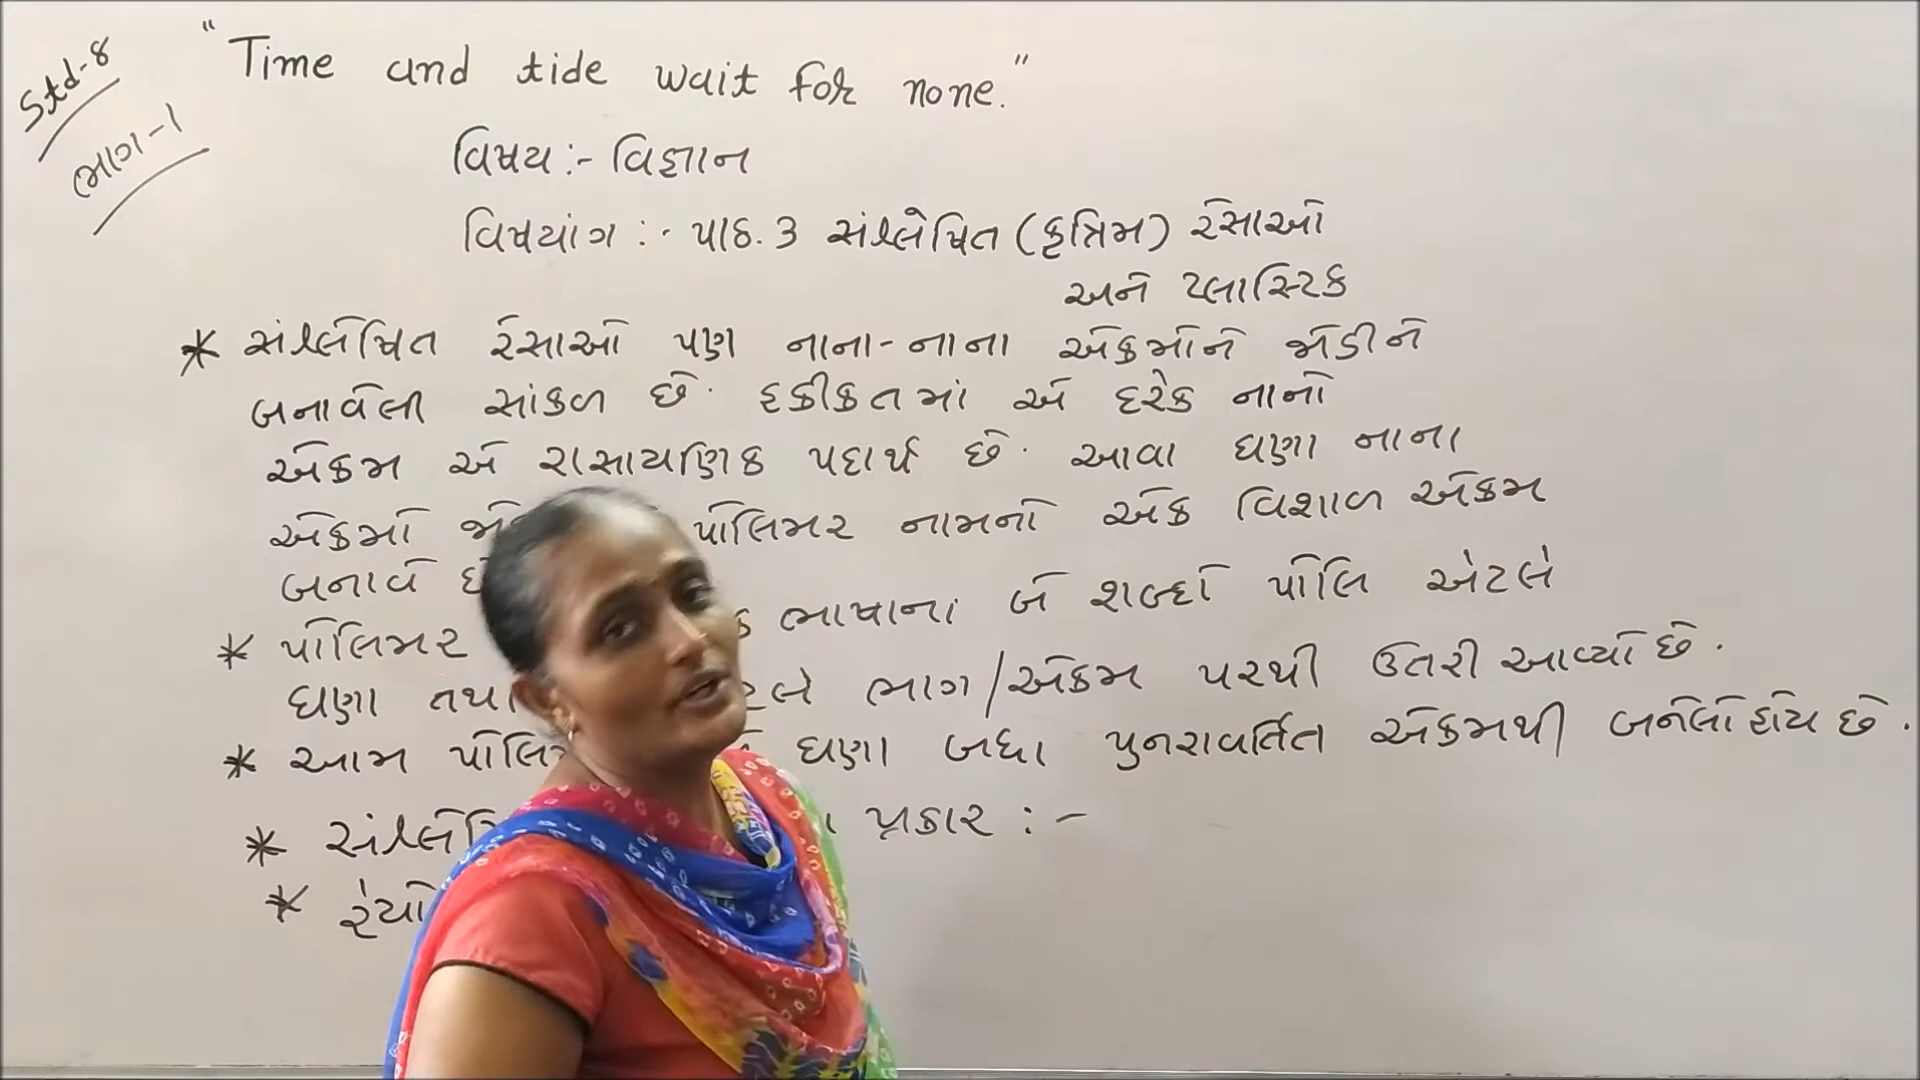 Std-8
ભાગ-1
"Time and tide wait for none."
વિષય :- વિજ્ઞાન
વિષયાંગ :- પાઠ. 3 સંશ્લેષિત (કૃત્રિમ) રેસાઓ
અને પ્લાસ્ટિક
* સંશ્લેષિત રેસાઓ પણ નાના-નાના એકમોને જોડીને
બનાવેલી સાંકળ છે. હકીકતમાં એ દરેક નાનો
એકમ એ રાસાયણિક પદાર્થ છે. આવા ઘણા નાના
એકમો પોલિમર નામનો એક વિશાળ એકમ
બનાવે
* પોલિમર ભાષાનાં બે શબ્દો પોલિ એટલે
ઘણા ભાગ/એકમ પરથી ઉતરી આવ્યો છે.
* આમ ઘણા બધા પુનરાવર્તિત એકમથી બનેલો હોય છે.
* પ્રકાર :-
*